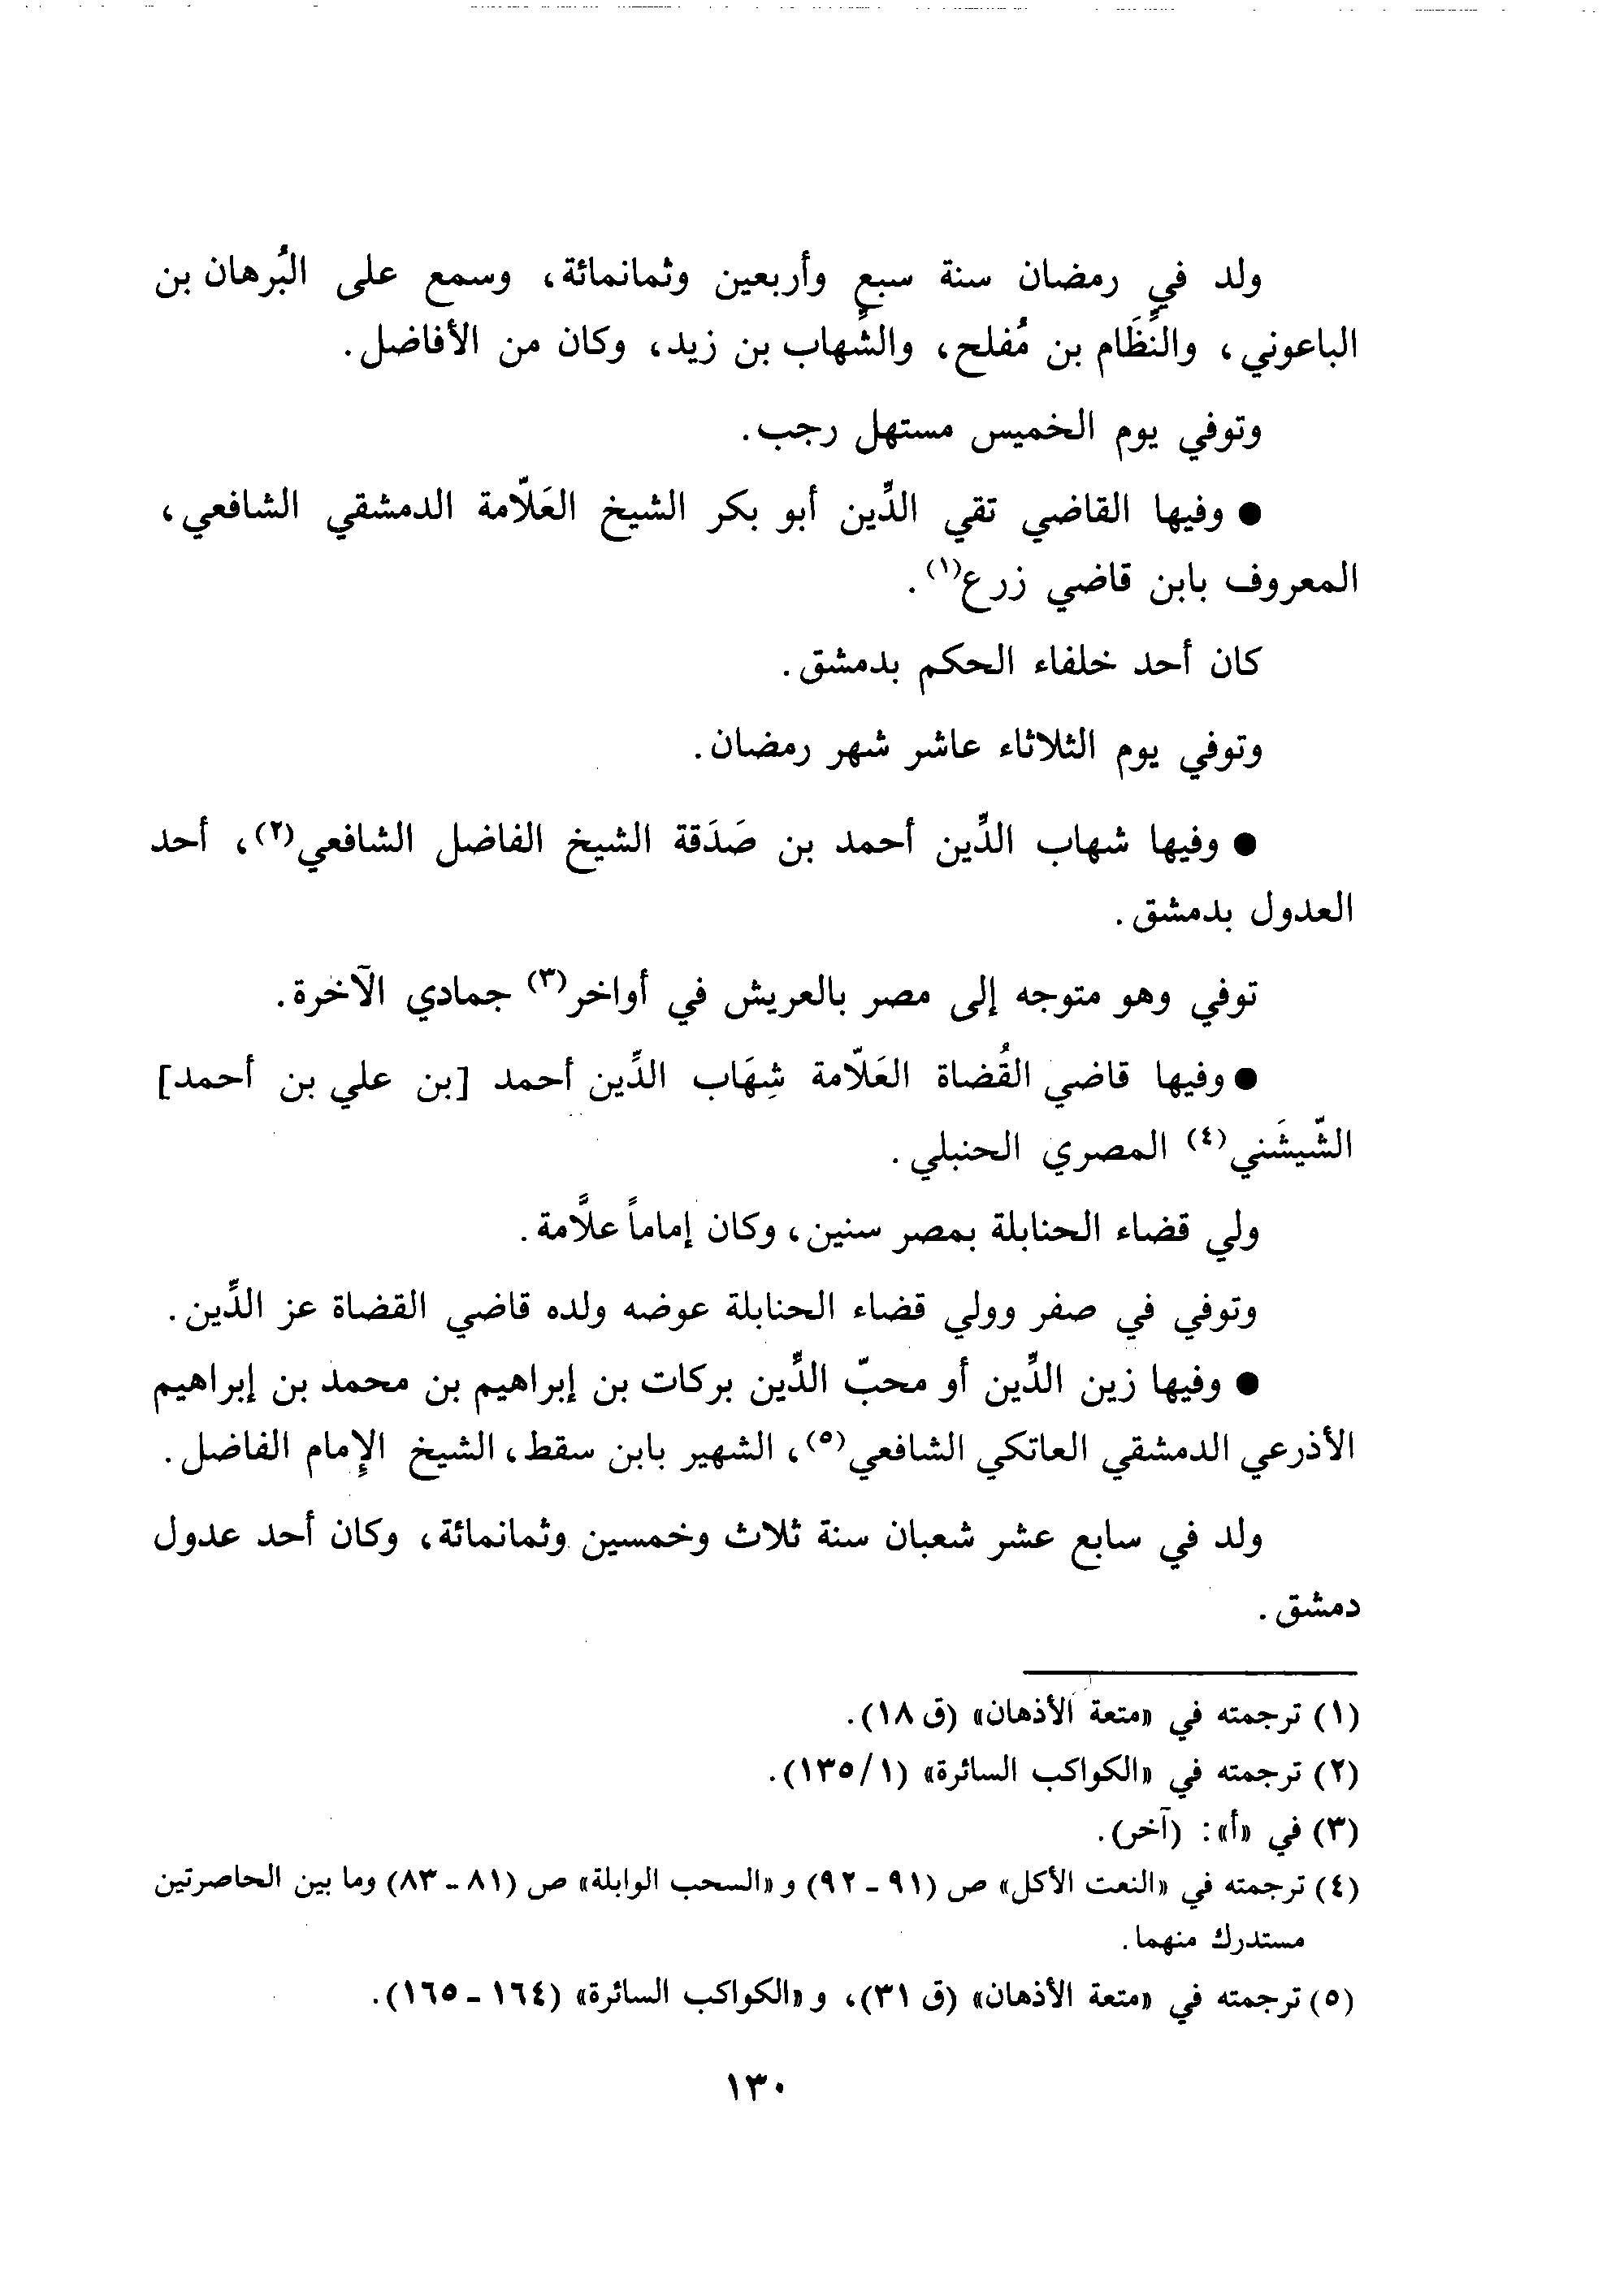 ولد في رمضان سنة سبعٍ وأربعين وثمانمائة، وسمع على البُرهان بن
الباعوني، والنِّظَام بن مُفلح، والشِّهاب بن زيد، وكان من الأفاضل.
وتوفي يوم الخميس مستهل رجب.
● وفيها القاضي تقي الدِّين أبو بكر الشيخ العَلاّمة الدمشقي الشافعي،
المعروف بابن قاضي زرع(١).
كان أحد خلفاء الحكم بدمشق.
وتوفي يوم الثلاثاء عاشر شهر رمضان.
● وفيها شهاب الدِّين أحمد بن صَدَقة الشيخ الفاضل الشافعي(٢)، أحد
العدول بدمشق.
توفي وهو متوجه إلى مصر بالعريش في أواخر(٣) جمادي الآخرة.
● وفيها قاضي القُضاة العَلاّمة شِهَاب الدِّين أحمد [بن علي بن أحمد]
الشّيشَني(٤) المصري الحنبلي.
ولي قضاء الحنابلة بمصر سنين، وكان إماماً علاَّمة.
وتوفي في صفر وولي قضاء الحنابلة عوضه ولده قاضي القضاة عز الدِّين.
● وفيها زين الدِّين أو محبّ الدِّين بركات بن إبراهيم بن محمد بن إبراهيم
الأذرعي الدمشقي العاتكي الشافعي(٥)، الشهير بابن سقط، الشيخ الإِمام الفاضل.
ولد في سابع عشر شعبان سنة ثلاث وخمسين وثمانمائة، وكان أحد عدول
دمشق.
(١) ترجمته في «متعة الأذهان» (ق ١٨).
(٢) ترجمته في «الكواكب السائرة» (١/ ١٣٥).
(٣) في «أ»: (آخر).
(٤) ترجمته في «النعت الأكل» ص (٩١ - ٩٢) و «السحب الوابلة» ص (٨١ - ٨٣) وما بين الحاصرتين
مستدرك منهما.
(٥) ترجمته في «متعة الأذهان» (ق ٣١)، و «الكواكب السائرة» (١٦٤ - ١٦٥).
١٣٠